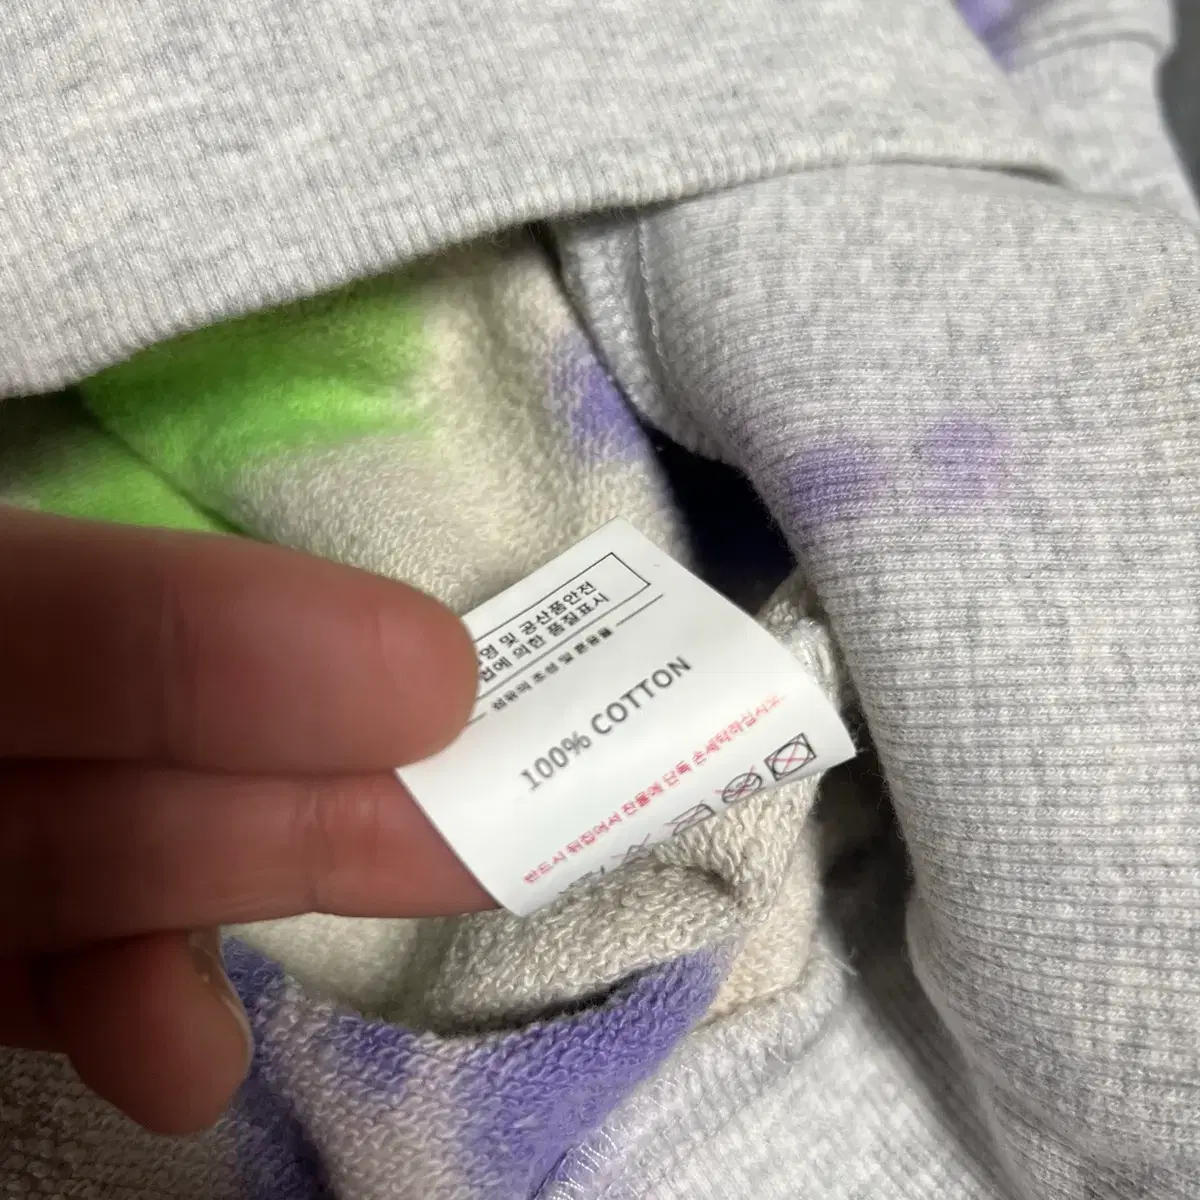 명 및 공산품안전
법에 의한 품질표시
섬유의 조성 및 혼용율
100% COTTON
반드시 뒤집어서 찬물에 단독 손세탁하십시오.